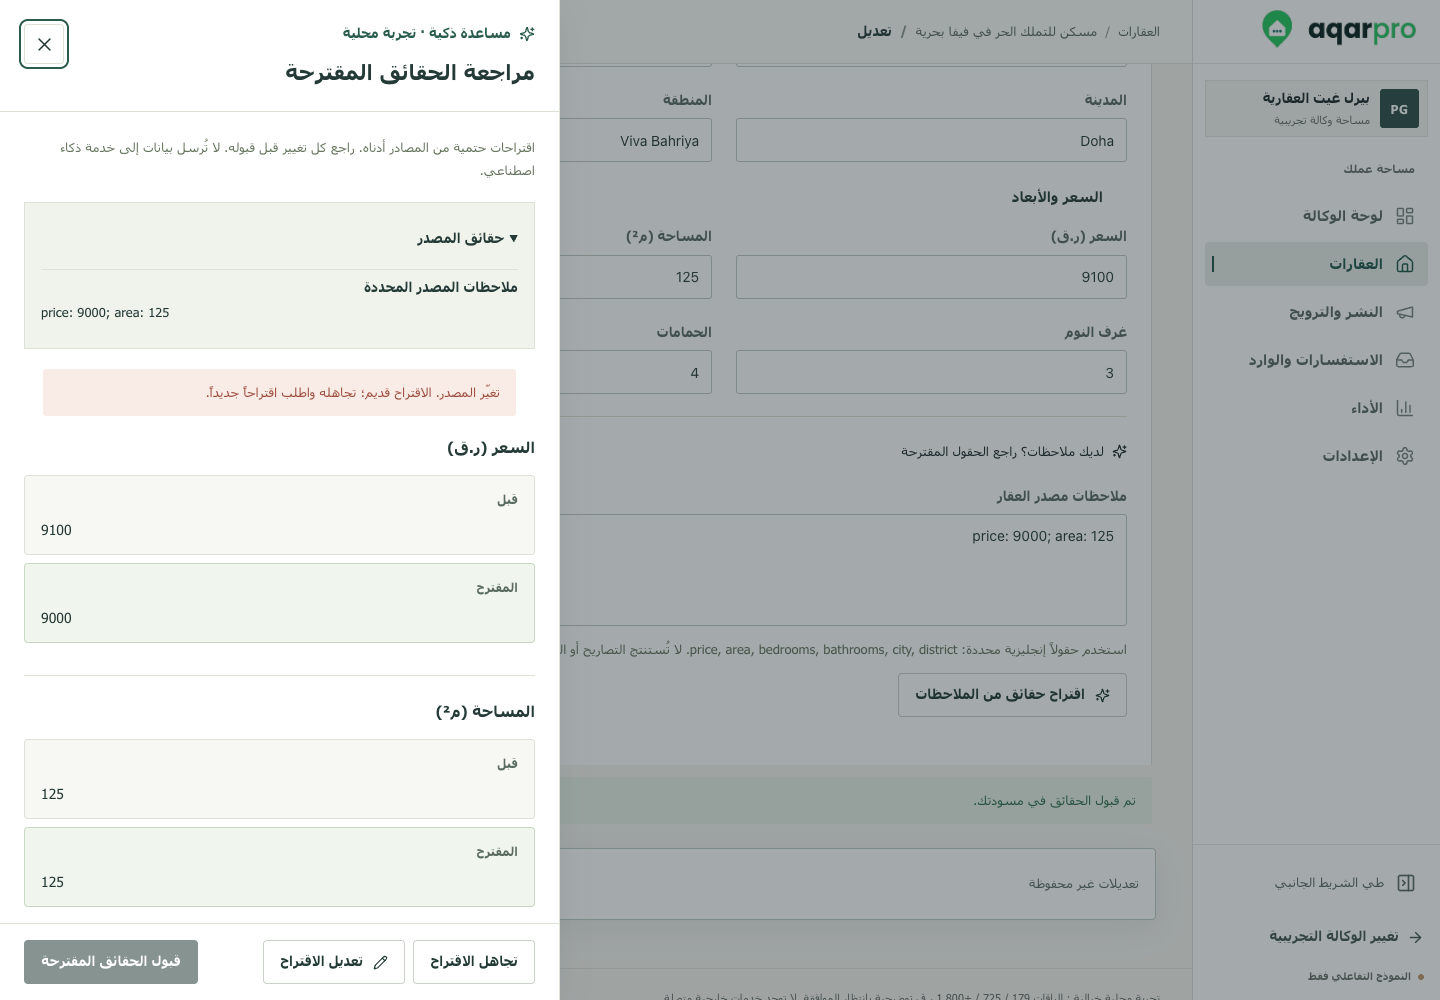 aqarpro
PG
بيرل غيت العقارية
مساحة وكالة تجريبية
مساحة عملك
لوحة الوكالة
العقارات
النشر والترويج
الاستفسارات والوارد
الأداء
الإعدادات
طي الشريط الجانبي
تغيير الوكالة التجريبية
النموذج التفاعلي فقط
العقارات / مسكن للتملك الحر في فيفا بحرية / تعديل
المدينة
المنطقة
Doha
Viva Bahriya
السعر والأبعاد
السعر (ر.ق)
المساحة (م²)
9100
125
غرف النوم
الحمامات
3
4
لديك ملاحظات؟ راجع الحقول المقترحة
ملاحظات مصدر العقار
price: 9000; area: 125
استخدم حقولاً إنجليزية محددة: price, area, bedrooms, bathrooms, city, district. لا تُستنتج التصاريح أو
اقتراح حقائق من الملاحظات
تم قبول الحقائق في مسودتك.
تعديلات غير محفوظة
مساعدة ذكية · تجربة محلية
مراجعة الحقائق المقترحة
اقتراحات حتمية من المصادر أدناه. راجع كل تغيير قبل قبوله. لا تُرسل بيانات إلى خدمة ذكاء
اصطناعي.
▼ حقائق المصدر
ملاحظات المصدر المحددة
price: 9000; area: 125
تغيّر المصدر. الاقتراح قديم؛ تجاهله واطلب اقتراحاً جديداً.
السعر (ر.ق)
قبل
9100
المقترح
9000
المساحة (م²)
قبل
125
المقترح
125
تجاهل الاقتراح
تعديل الاقتراح
قبول الحقائق المقترحة